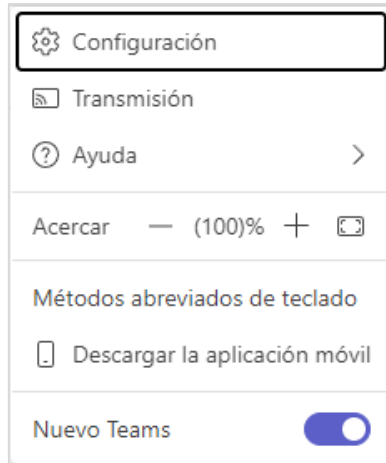 Configuración
Transmisión
Ayuda
Acercar — (100)% +
Métodos abreviados de teclado
Descargar la aplicación móvil
Nuevo Teams